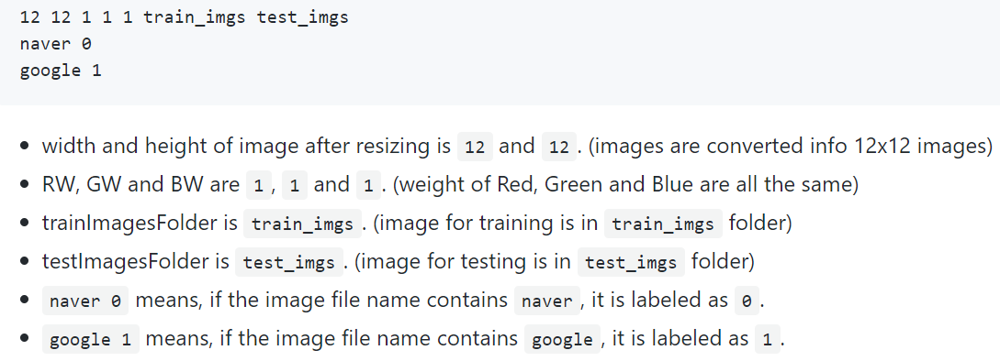 12 12 1 1 1 train_imgs test_imgs
naver 0
google 1
• width and height of image after resizing is 12 and 12 . (images are converted info 12x12 images)
• RW, GW and BW are 1 , 1 and 1 . (weight of Red, Green and Blue are all the same)
• trainImagesFolder is train_imgs . (image for training is in train_imgs folder)
• testImagesFolder is test_imgs . (image for testing is in test_imgs folder)
• naver 0 means, if the image file name contains naver , it is labeled as 0 .
• google 1 means, if the image file name contains google , it is labeled as 1 .